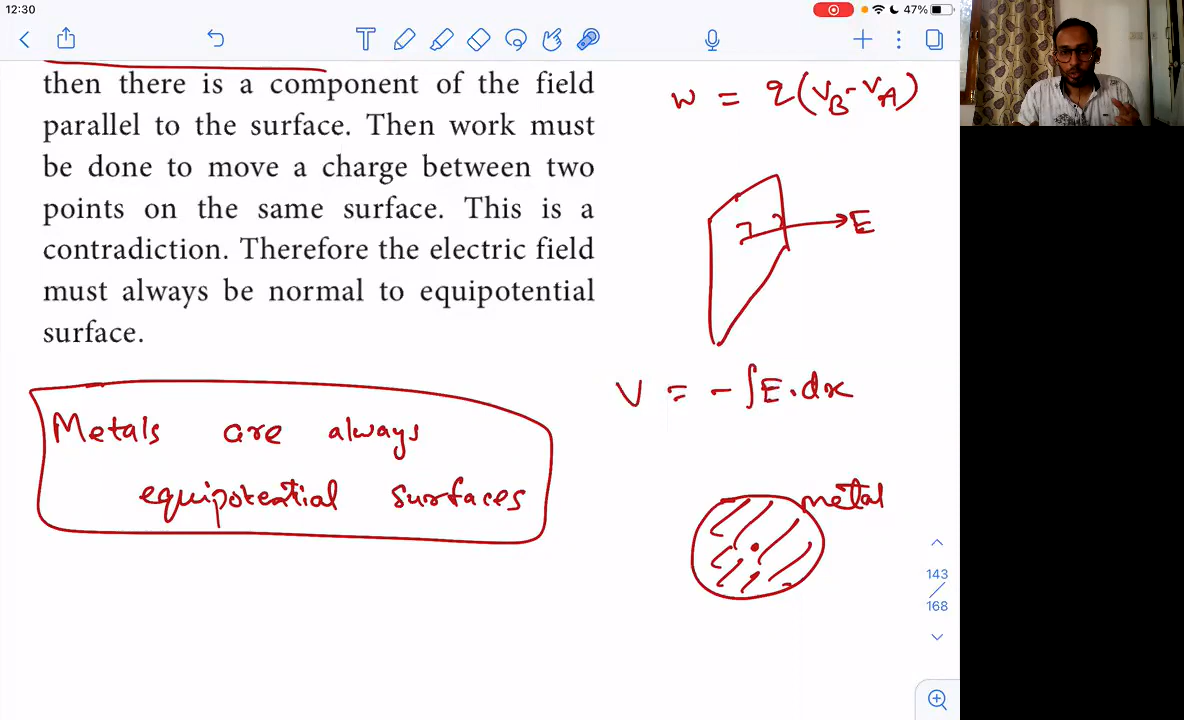 12:30
47%
then there is a component of the field
parallel to the surface. Then work must
be done to move a charge between two
points on the same surface. This is a
contradiction. Therefore the electric field
must always be normal to equipotential
surface.
Metals are always
equipotential surfaces
W = q(VB-VA)
E
V = - ∫E.dx
metal
143
168